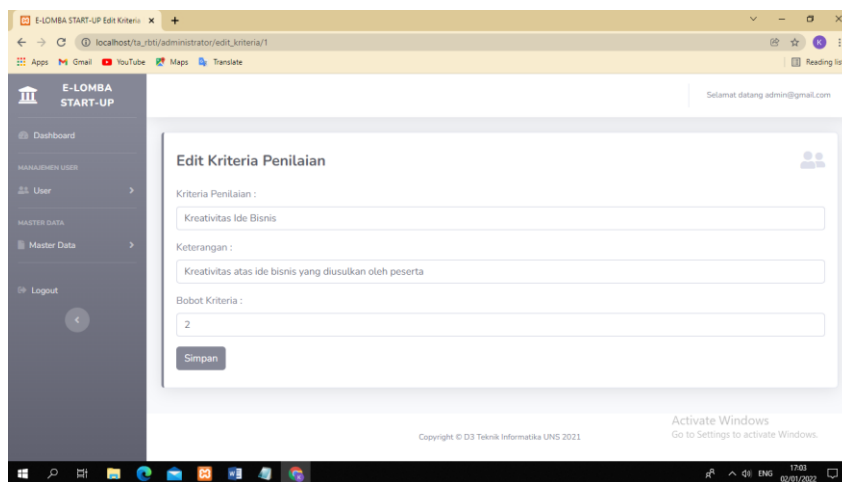 E-LOMBA START-UP Edit Kriteria
localhost/ta_rbti/administrator/edit_kriteria/1
K
Apps Gmail YouTube Maps Translate Reading lis
E-LOMBA
START-UP
Selamat datang admin@gmail.com
Dashboard
MANAJEMEN USER
User
MASTER DATA
Master Data
Logout
Edit Kriteria Penilaian
Kriteria Penilaian :
Kreativitas Ide Bisnis
Keterangan :
Kreativitas atas ide bisnis yang diusulkan oleh peserta
Bobot Kriteria :
2
Simpan
Copyright © D3 Teknik Informatika UNS 2021
Activate Windows
Go to Settings to activate Windows.
ENG
17:03
02/01/2022